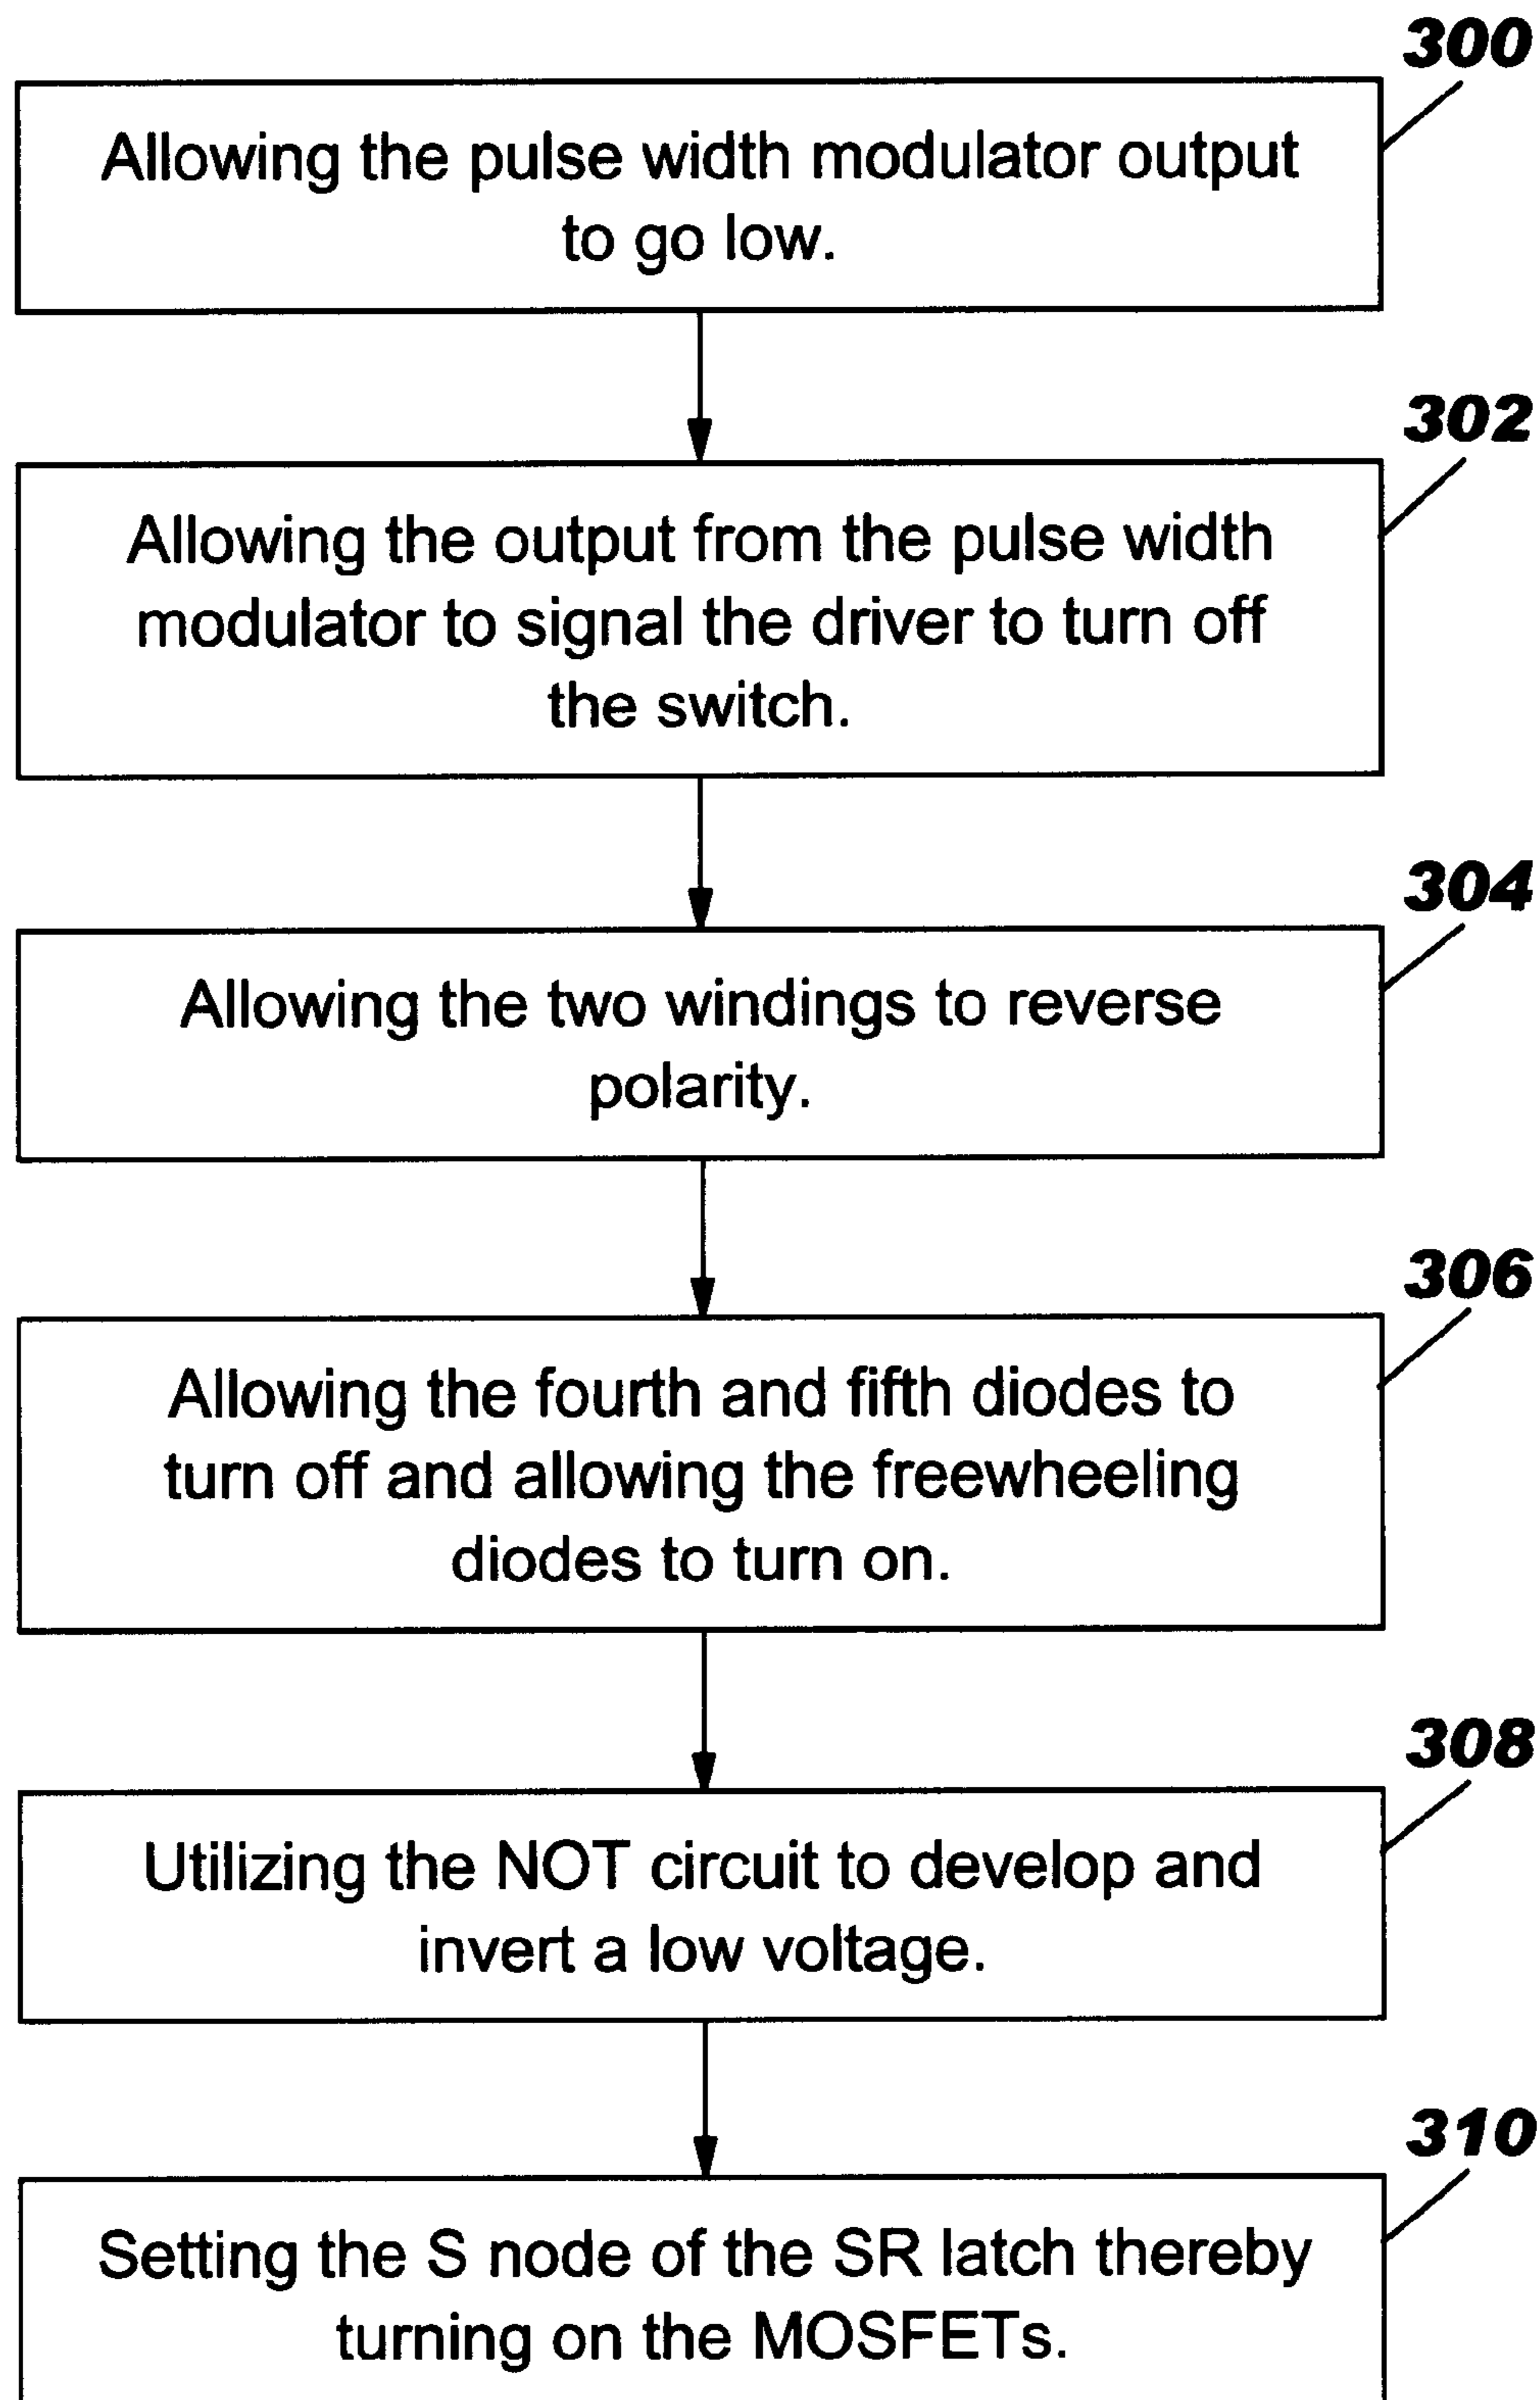 300
Allowing the pulse width modulator output
to go low.
302
Allowing the output from the pulse width
modulator to signal the driver to turn off
the switch.
304
Allowing the two windings to reverse
polarity.
306
Allowing the fourth and fifth diodes to
turn off and allowing the freewheeling
diodes to turn on.
308
Utilizing the NOT circuit to develop and
invert a low voltage.
310
Setting the S node of the SR latch thereby
turning on the MOSFETs.